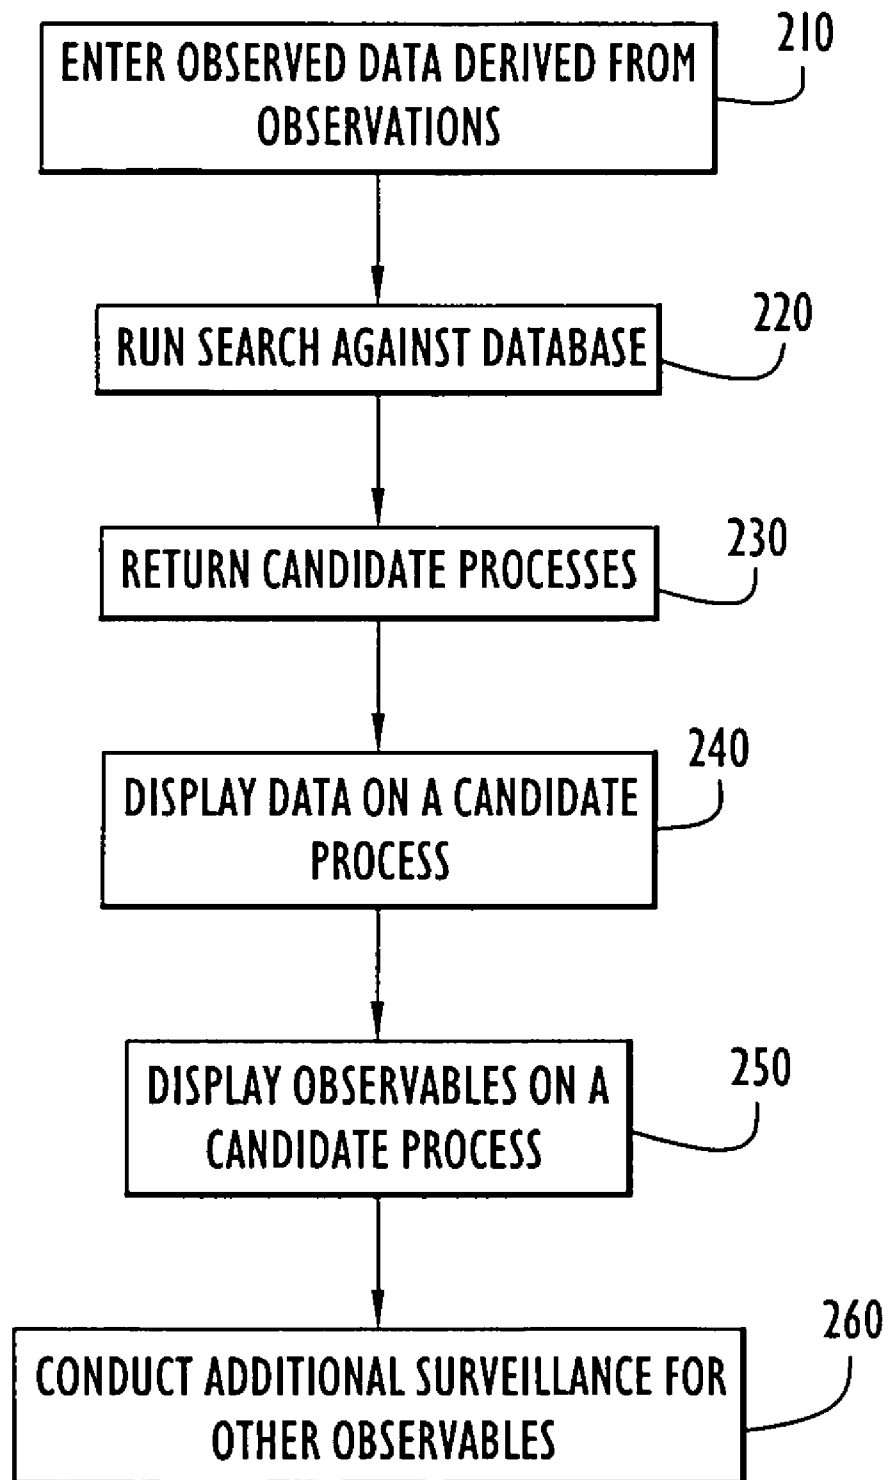 210
ENTER OBSERVED DATA DERIVED FROM
OBSERVATIONS
220
RUN SEARCH AGAINST DATABASE
230
RETURN CANDIDATE PROCESSES
240
DISPLAY DATA ON A CANDIDATE
PROCESS
250
DISPLAY OBSERVABLES ON A
CANDIDATE PROCESS
260
CONDUCT ADDITIONAL SURVEILLANCE FOR
OTHER OBSERVABLES